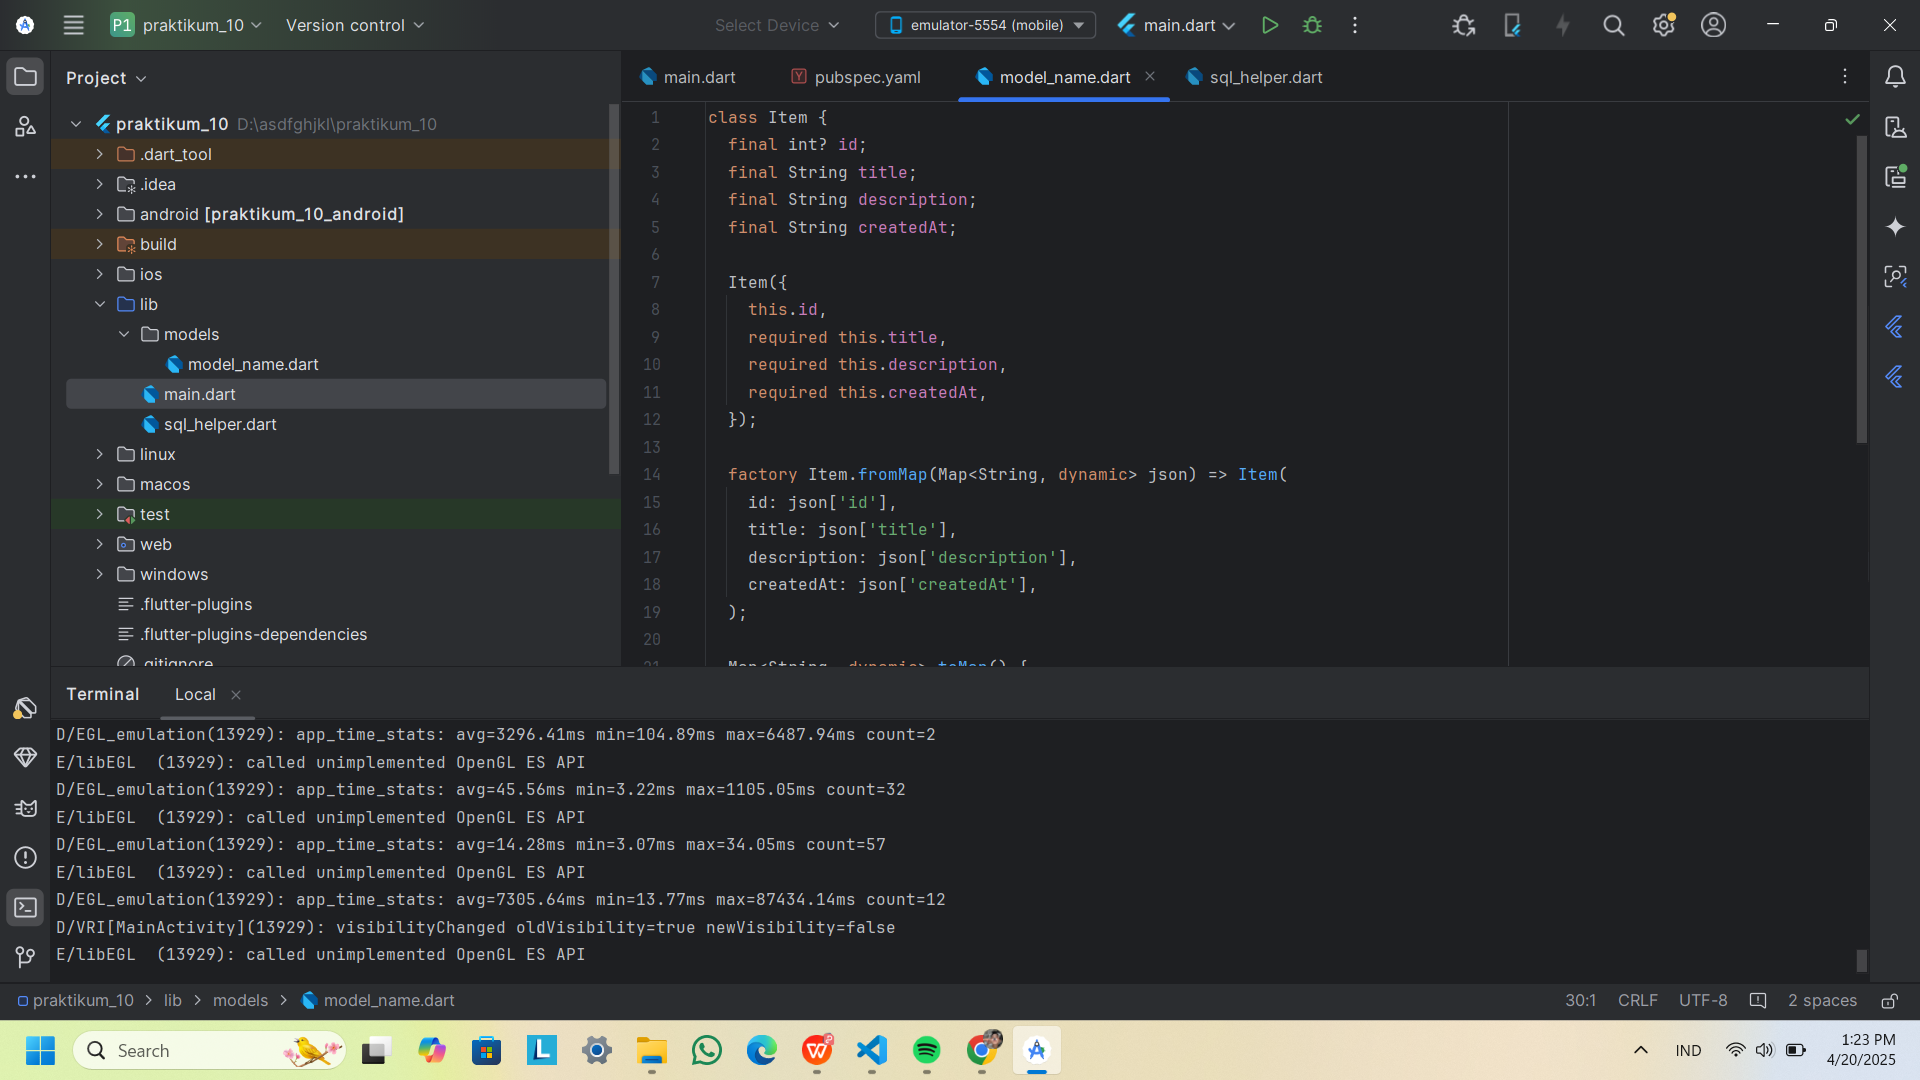 P1 praktikum_10 Version control Select Device emulator-5554 (mobile) main.dart
Project
main.dart pubspec.yaml model_name.dart sql_helper.dart
praktikum_10 D:\asdfghjkl\praktikum_10
.dart_tool
.idea
android [praktikum_10_android]
build
ios
lib
models
model_name.dart
main.dart
sql_helper.dart
linux
macos
test
web
windows
.flutter-plugins
.flutter-plugins-dependencies
.gitignore
1 class Item {
2 final int? id;
3 final String title;
4 final String description;
5 final String createdAt;
6
7 Item({
8 this.id,
9 required this.title,
10 required this.description,
11 required this.createdAt,
12 });
13
14 factory Item.fromMap(Map<String, dynamic> json) => Item(
15 id: json['id'],
16 title: json['title'],
17 description: json['description'],
18 createdAt: json['createdAt'],
19 );
20
21 Map<String, dynamic> toMap() {
Terminal Local
D/EGL_emulation(13929): app_time_stats: avg=3296.41ms min=104.89ms max=6487.94ms count=2
E/libEGL  (13929): called unimplemented OpenGL ES API
D/EGL_emulation(13929): app_time_stats: avg=45.56ms min=3.22ms max=1105.05ms count=32
E/libEGL  (13929): called unimplemented OpenGL ES API
D/EGL_emulation(13929): app_time_stats: avg=14.28ms min=3.07ms max=34.05ms count=57
E/libEGL  (13929): called unimplemented OpenGL ES API
D/EGL_emulation(13929): app_time_stats: avg=7305.64ms min=13.77ms max=87434.14ms count=12
D/VRI[MainActivity](13929): visibilityChanged oldVisibility=true newVisibility=false
E/libEGL  (13929): called unimplemented OpenGL ES API
praktikum_10 > lib > models > model_name.dart 30:1 CRLF UTF-8 2 spaces
Search IND 1:23 PM
4/20/2025